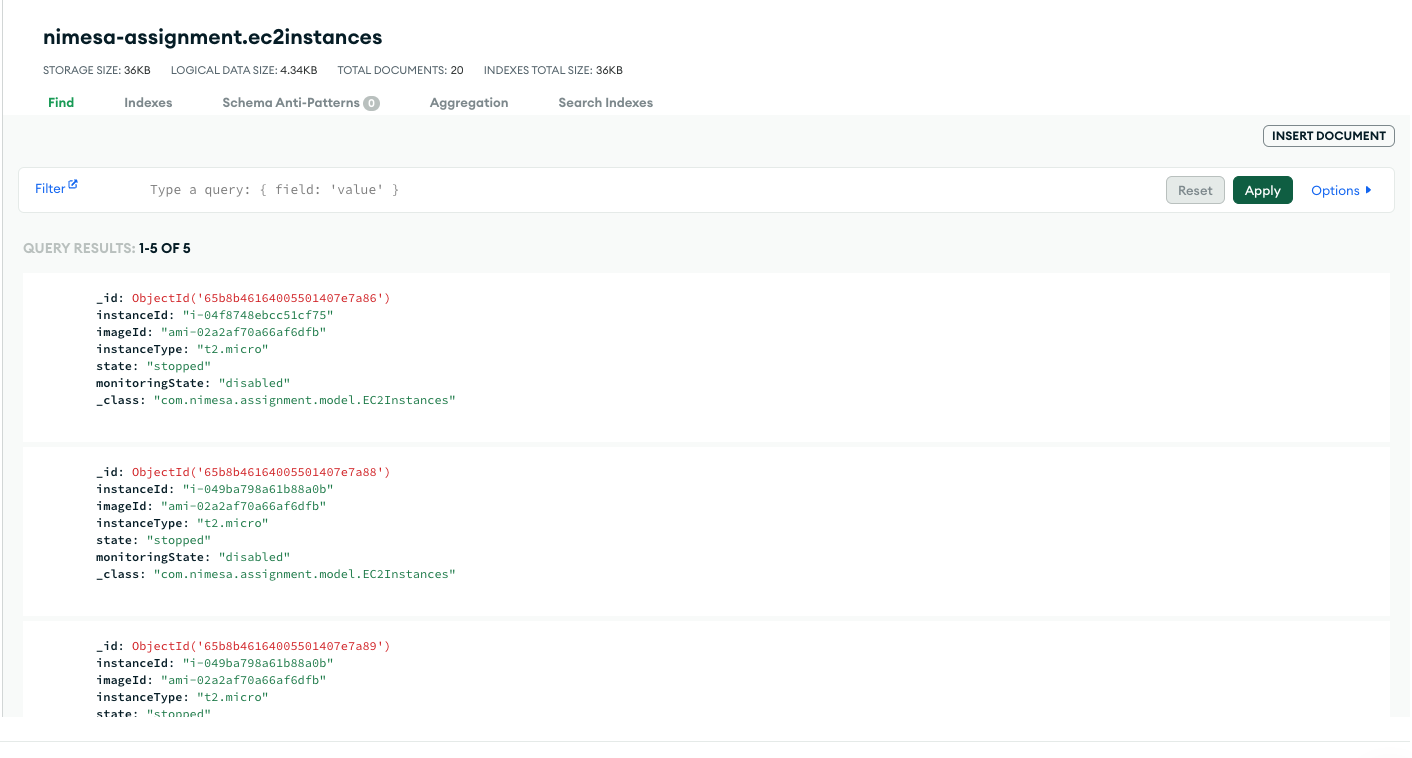 nimesa-assignment.ec2instances
STORAGE SIZE: 36KB LOGICAL DATA SIZE: 4.34KB TOTAL DOCUMENTS: 20 INDEXES TOTAL SIZE: 36KB
Find Indexes Schema Anti-Patterns 0 Aggregation Search Indexes
INSERT DOCUMENT
Filter Type a query: { field: 'value' } Reset Apply Options
QUERY RESULTS: 1-5 OF 5
_id: ObjectId('65b8b46164005501407e7a86')
instanceId: "i-04f8748ebcc51cf75"
imageId: "ami-02a2af70a66af6dfb"
instanceType: "t2.micro"
state: "stopped"
monitoringState: "disabled"
_class: "com.nimesa.assignment.model.EC2Instances"
_id: ObjectId('65b8b46164005501407e7a88')
instanceId: "i-049ba798a61b88a0b"
imageId: "ami-02a2af70a66af6dfb"
instanceType: "t2.micro"
state: "stopped"
monitoringState: "disabled"
_class: "com.nimesa.assignment.model.EC2Instances"
_id: ObjectId('65b8b46164005501407e7a89')
instanceId: "i-049ba798a61b88a0b"
imageId: "ami-02a2af70a66af6dfb"
instanceType: "t2.micro"
state: "stopped"